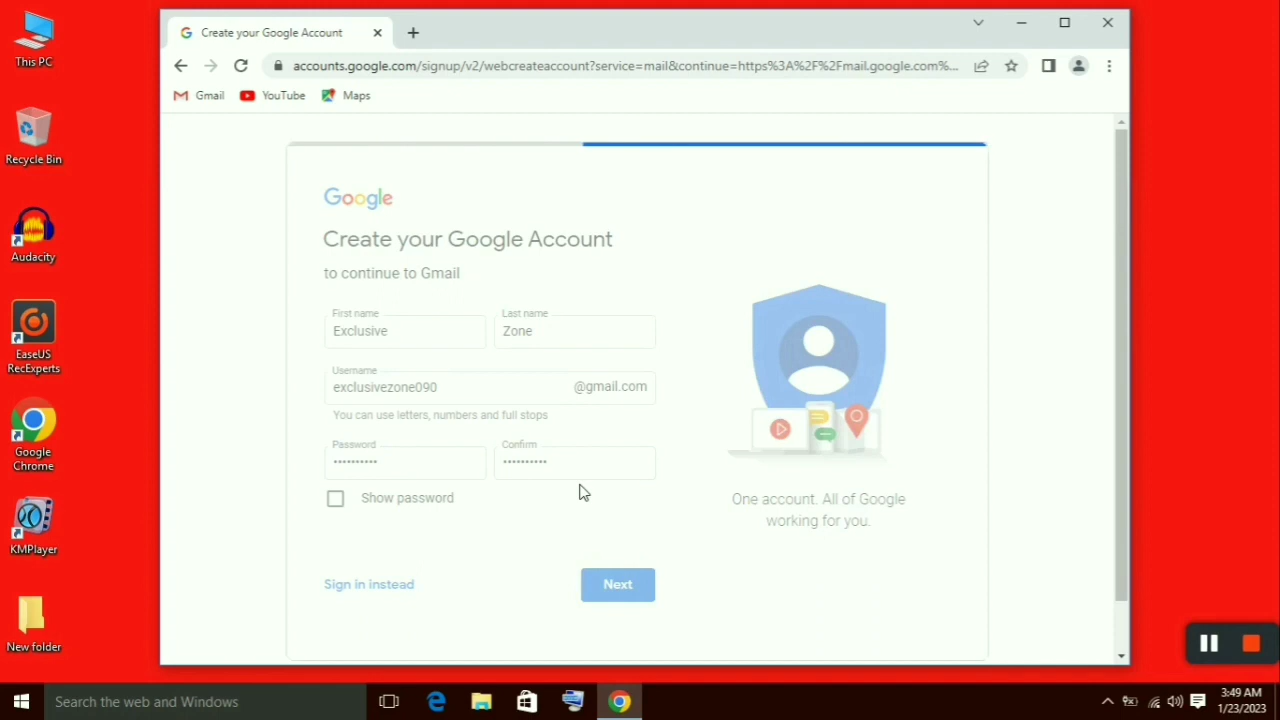 This PC
Recycle Bin
Audacity
EaseUS
RecExperts
Google
Chrome
KMPlayer
New folder
Create your Google Account
accounts.google.com/signup/v2/webcreateaccount?service=mail&continue=https%3A%2F%2Fmail.google.com%...
Gmail YouTube Maps
Google
Create your Google Account
to continue to Gmail
First name Last name
Exclusive Zone
Username
exclusivezone090 @gmail.com
You can use letters, numbers and full stops
Password Confirm
•••••••••• ••••••••••
Show password
One account. All of Google
working for you.
Sign in instead Next
Search the web and Windows
3:49 AM
1/23/2023